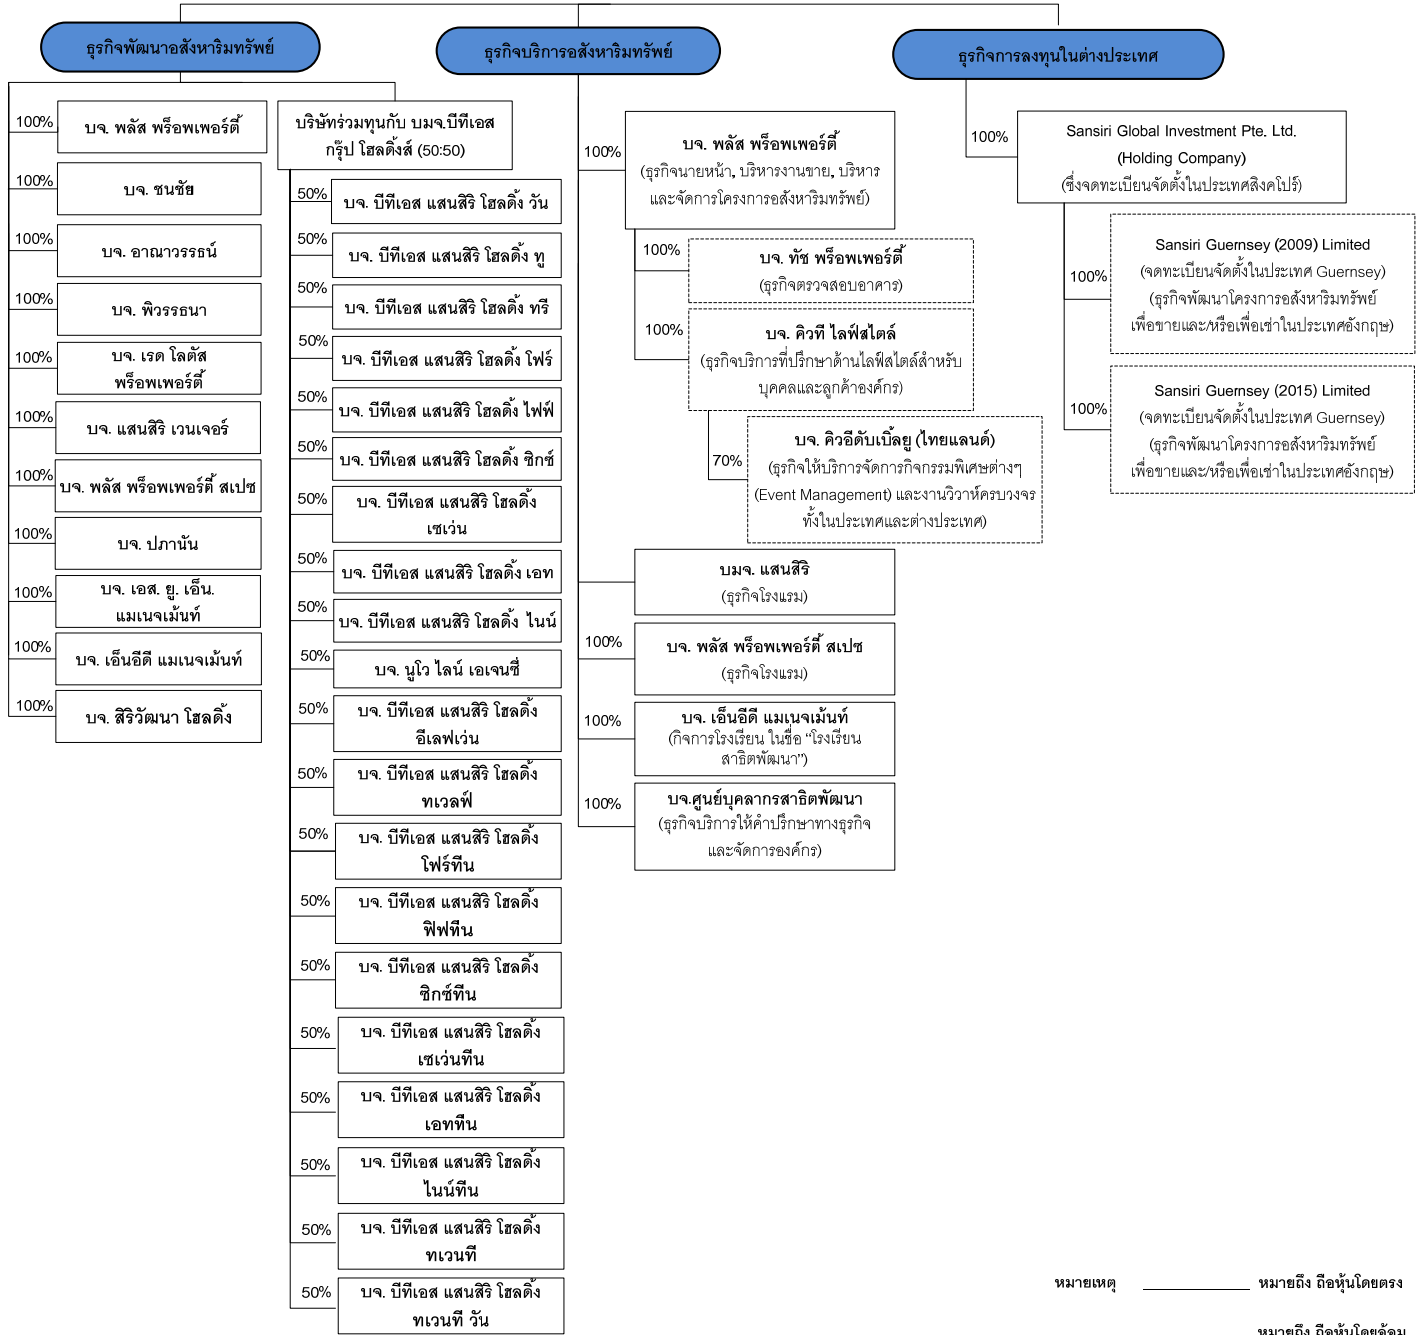 ธุรกิจพัฒนาอสังหาริมทรัพย์
100%
บจ. พลัส พร็อพเพอร์ตี้
100%
บจ. ชนชัย
100%
บจ. อาณาวรรธน์
100%
บจ. พิวรรธนา
100%
บจ. เรด โลตัส
พร็อพเพอร์ตี้
100%
บจ. แสนสิริ เวนเจอร์
100%
บจ. พลัส พร็อพเพอร์ตี้ สเปซ
100%
บจ. ปภานัน
100%
บจ. เอส. ยู. เอ็น.
แมเนจเม้นท์
100%
บจ. เอ็นอีดี แมเนจเม้นท์
100%
บจ. สิริวัฒนา โฮลดิ้ง
บริษัทร่วมทุนกับ บมจ.บีทีเอส
กรุ๊ป โฮลดิ้งส์ (50:50)
50%
บจ. บีทีเอส แสนสิริ โฮลดิ้ง วัน
50%
บจ. บีทีเอส แสนสิริ โฮลดิ้ง ทู
50%
บจ. บีทีเอส แสนสิริ โฮลดิ้ง ทรี
50%
บจ. บีทีเอส แสนสิริ โฮลดิ้ง โฟร์
50%
บจ. บีทีเอส แสนสิริ โฮลดิ้ง ไฟฟ์
50%
บจ. บีทีเอส แสนสิริ โฮลดิ้ง ซิกซ์
50%
บจ. บีทีเอส แสนสิริ โฮลดิ้ง
เซเว่น
50%
บจ. บีทีเอส แสนสิริ โฮลดิ้ง เอท
50%
บจ. บีทีเอส แสนสิริ โฮลดิ้ง ไนน์
50%
บจ. นูโว ไลน์ เอเจนซี่
50%
บจ. บีทีเอส แสนสิริ โฮลดิ้ง
อีเลฟเว่น
50%
บจ. บีทีเอส แสนสิริ โฮลดิ้ง
ทเวลฟ์
50%
บจ. บีทีเอส แสนสิริ โฮลดิ้ง
โฟร์ทีน
50%
บจ. บีทีเอส แสนสิริ โฮลดิ้ง
ฟิฟทีน
50%
บจ. บีทีเอส แสนสิริ โฮลดิ้ง
ซิกซ์ทีน
50%
บจ. บีทีเอส แสนสิริ โฮลดิ้ง
เซเว่นทีน
50%
บจ. บีทีเอส แสนสิริ โฮลดิ้ง
เอททีน
50%
บจ. บีทีเอส แสนสิริ โฮลดิ้ง
ไนน์ทีน
50%
บจ. บีทีเอส แสนสิริ โฮลดิ้ง
ทเวนที
50%
บจ. บีทีเอส แสนสิริ โฮลดิ้ง
ทเวนที วัน
ธุรกิจบริการอสังหาริมทรัพย์
100%
บจ. พลัส พร็อพเพอร์ตี้
(ธุรกิจนายหน้า, บริหารงานขาย, บริหาร
และจัดการโครงการอสังหาริมทรัพย์)
100%
บจ. ทัช พร็อพเพอร์ตี้
(ธุรกิจตรวจสอบอาคาร)
100%
บจ. คิวที ไลฟ์สไตล์
(ธุรกิจบริการที่ปรึกษาด้านไลฟ์สไตล์สำหรับ
บุคคลและลูกค้าองค์กร)
70%
บจ. คิวอีดับเบิ้ลยู (ไทยแลนด์)
(ธุรกิจให้บริการจัดการกิจกรรมพิเศษต่างๆ
(Event Management) และงานวิวาห์ครบวงจร
ทั้งในประเทศและต่างประเทศ)
บมจ. แสนสิริ
(ธุรกิจโรงแรม)
100%
บจ. พลัส พร็อพเพอร์ตี้ สเปซ
(ธุรกิจโรงแรม)
100%
บจ. เอ็นอีดี แมเนจเม้นท์
(กิจการโรงเรียน ในชื่อ “โรงเรียน
สาธิตพัฒนา”)
100%
บจ.ศูนย์บุคลากรสาธิตพัฒนา
(ธุรกิจบริการให้คำปรึกษาทางธุรกิจ
และจัดการองค์กร)
ธุรกิจการลงทุนในต่างประเทศ
100%
Sansiri Global Investment Pte. Ltd.
(Holding Company)
(ซึ่งจดทะเบียนจัดตั้งในประเทศสิงคโปร์)
100%
Sansiri Guernsey (2009) Limited
(จดทะเบียนจัดตั้งในประเทศ Guernsey)
(ธุรกิจพัฒนาโครงการอสังหาริมทรัพย์
เพื่อขายและ/หรือเพื่อเช่าในประเทศอังกฤษ)
100%
Sansiri Guernsey (2015) Limited
(จดทะเบียนจัดตั้งในประเทศ Guernsey)
(ธุรกิจพัฒนาโครงการอสังหาริมทรัพย์
เพื่อขายและ/หรือเพื่อเช่าในประเทศอังกฤษ)
หมายเหตุ หมายถึง ถือหุ้นโดยตรง
หมายถึง ถือหุ้นโดยอ้อม